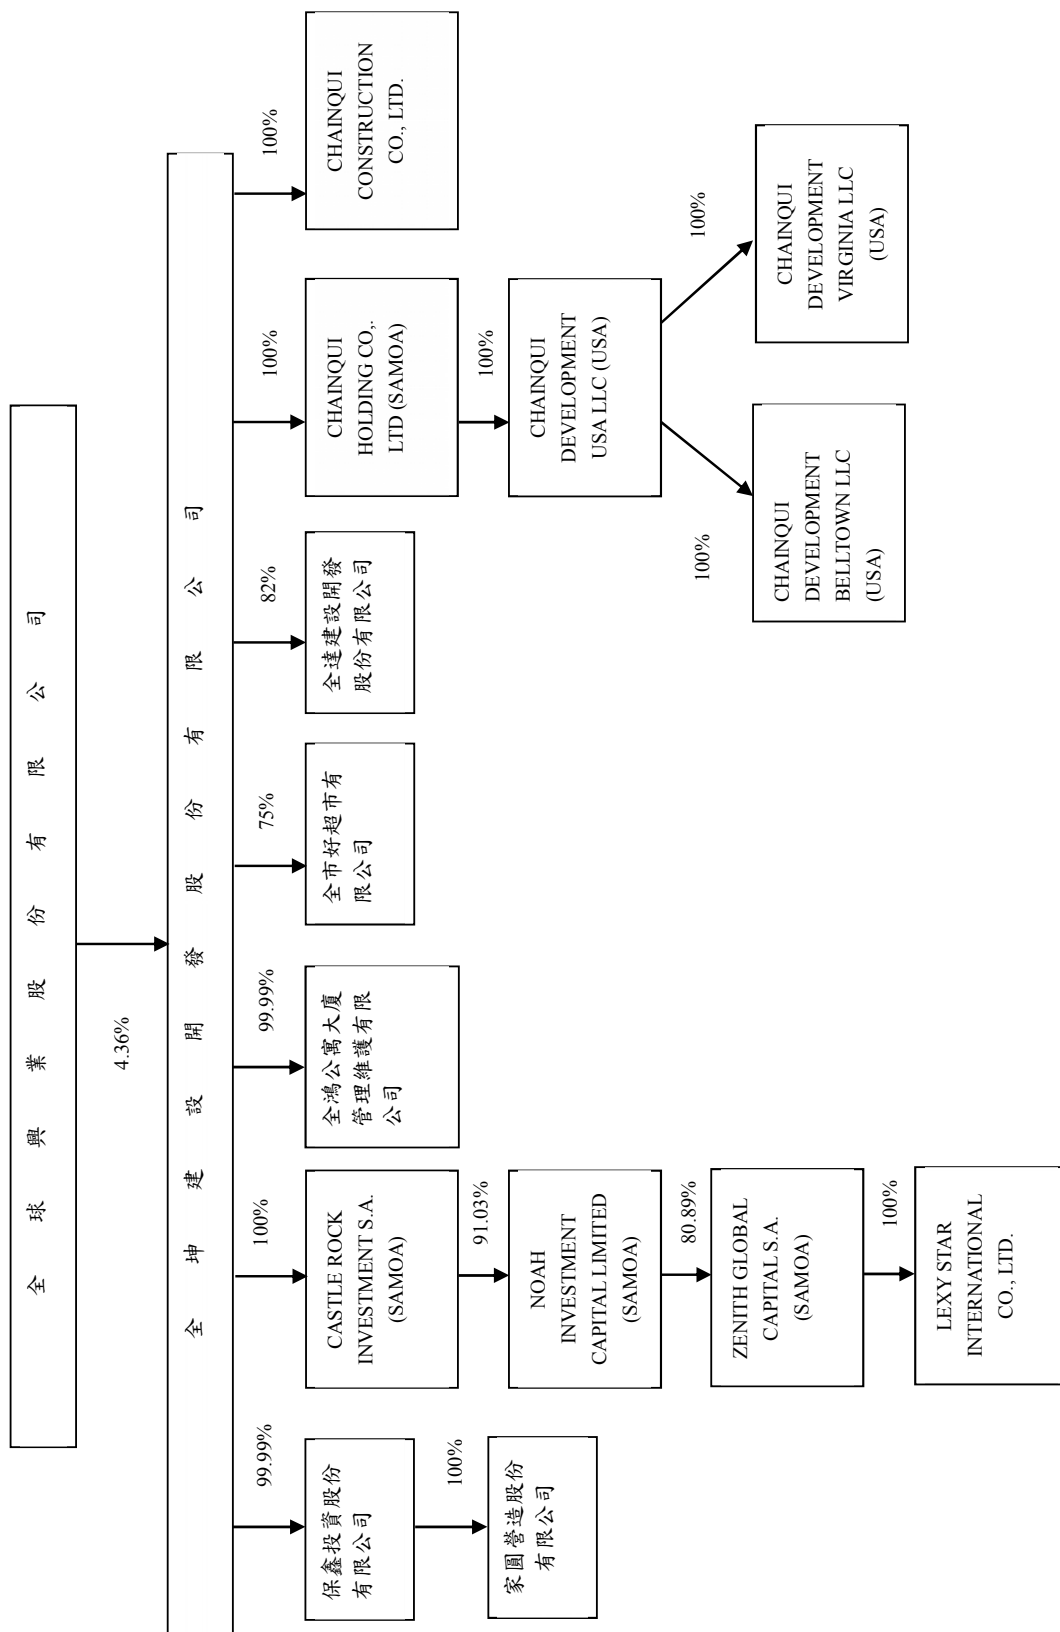 全球興業股份有限公司
4.36%
全坤建設開發股份有限公司
99.99%
100%
99.99%
75%
82%
100%
100%
保鑫投資股份
有限公司
CASTLE ROCK
INVESTMENT S.A.
(SAMOA)
全鴻公寓大廈
管理維護有限
公司
全市好超市有
限公司
全達建設開發
股份有限公司
CHAINQUI
HOLDING CO,.
LTD (SAMOA)
CHAINQUI
CONSTRUCTION
CO., LTD.
100%
91.03%
100%
家圓營造股份
有限公司
NOAH
INVESTMENT
CAPITAL LIMITED
(SAMOA)
CHAINQUI
DEVELOPMENT
USA LLC (USA)
80.89%
100%
100%
ZENITH GLOBAL
CAPITAL S.A.
(SAMOA)
CHAINQUI
DEVELOPMENT
BELLTOWN LLC
(USA)
CHAINQUI
DEVELOPMENT
VIRGINIA LLC
(USA)
100%
LEXY STAR
INTERNATIONAL
CO., LTD.